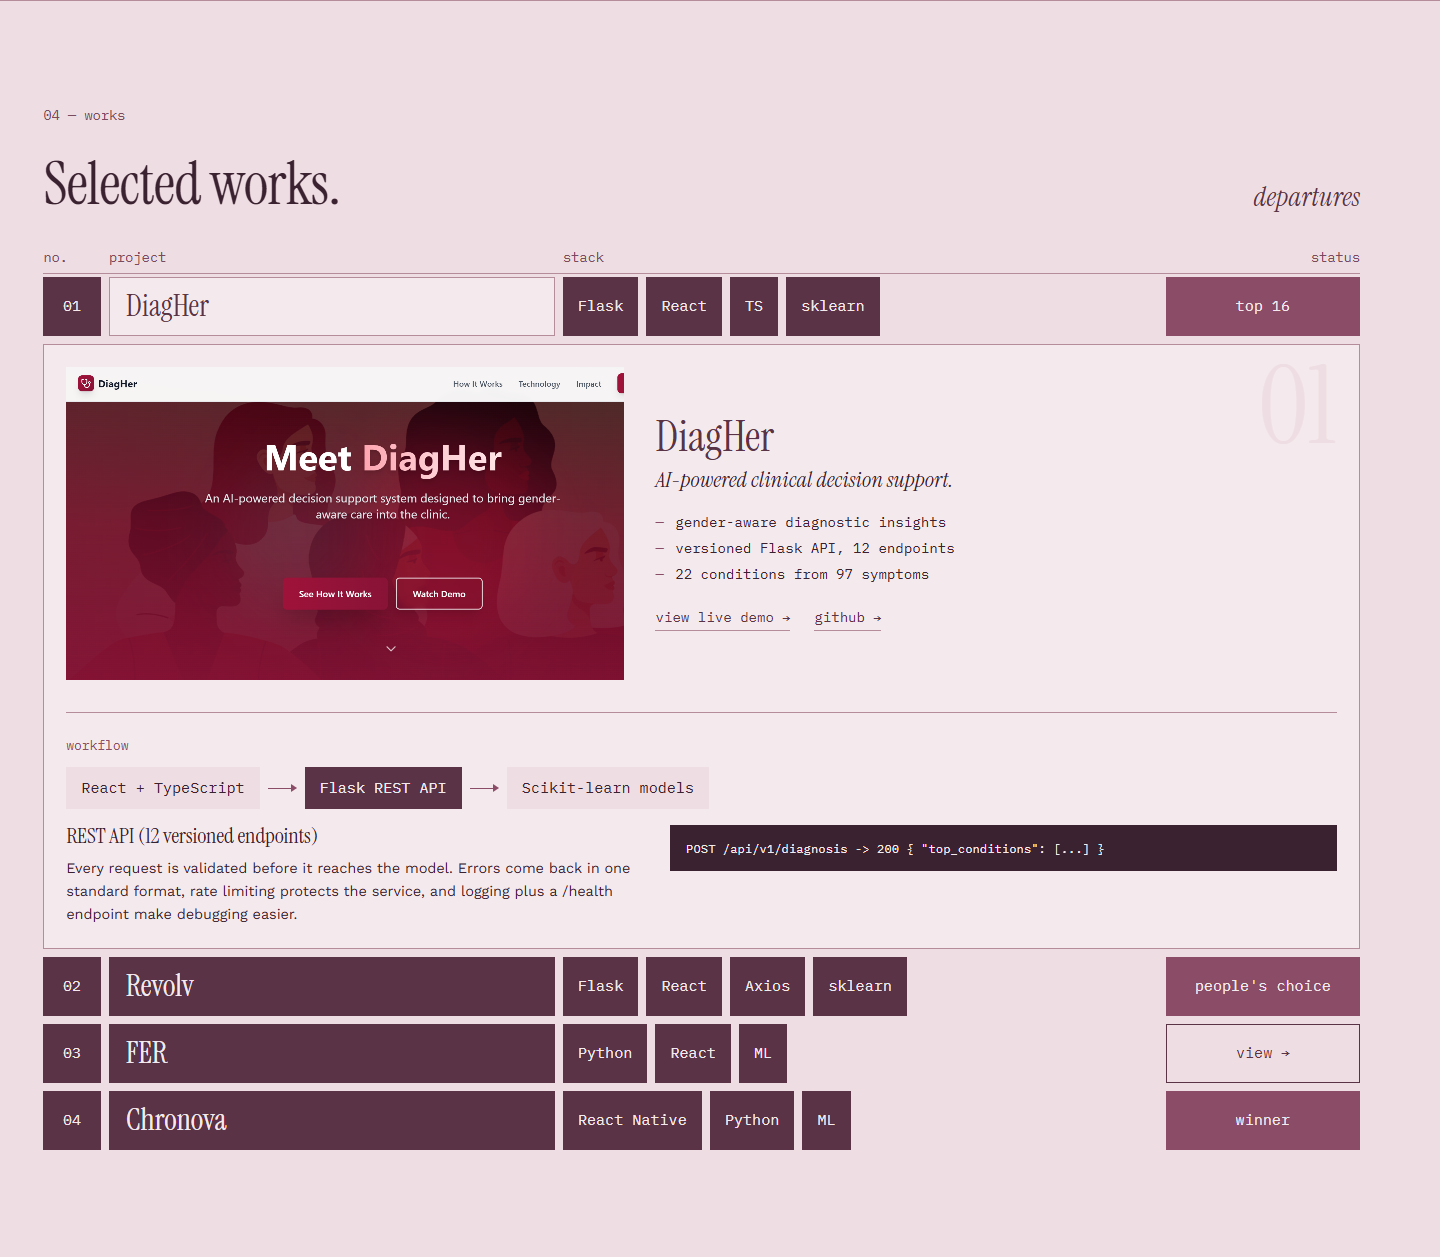 04 — works
Selected works.
departures
no. project stack status
01 DiagHer Flask React TS sklearn top 16
DiagHer How It Works Technology Impact
Meet DiagHer
An AI-powered decision support system designed to bring gender-
aware care into the clinic.
See How It Works Watch Demo
01
DiagHer
AI-powered clinical decision support.
— gender-aware diagnostic insights
— versioned Flask API, 12 endpoints
— 22 conditions from 97 symptoms
view live demo → github →
workflow
React + TypeScript Flask REST API Scikit-learn models
REST API (12 versioned endpoints)
Every request is validated before it reaches the model. Errors come back in one
standard format, rate limiting protects the service, and logging plus a /health
endpoint make debugging easier.
POST /api/v1/diagnosis -> 200 { "top_conditions": [...] }
02 Revolv Flask React Axios sklearn people's choice
03 FER Python React ML view →
04 Chronova React Native Python ML winner